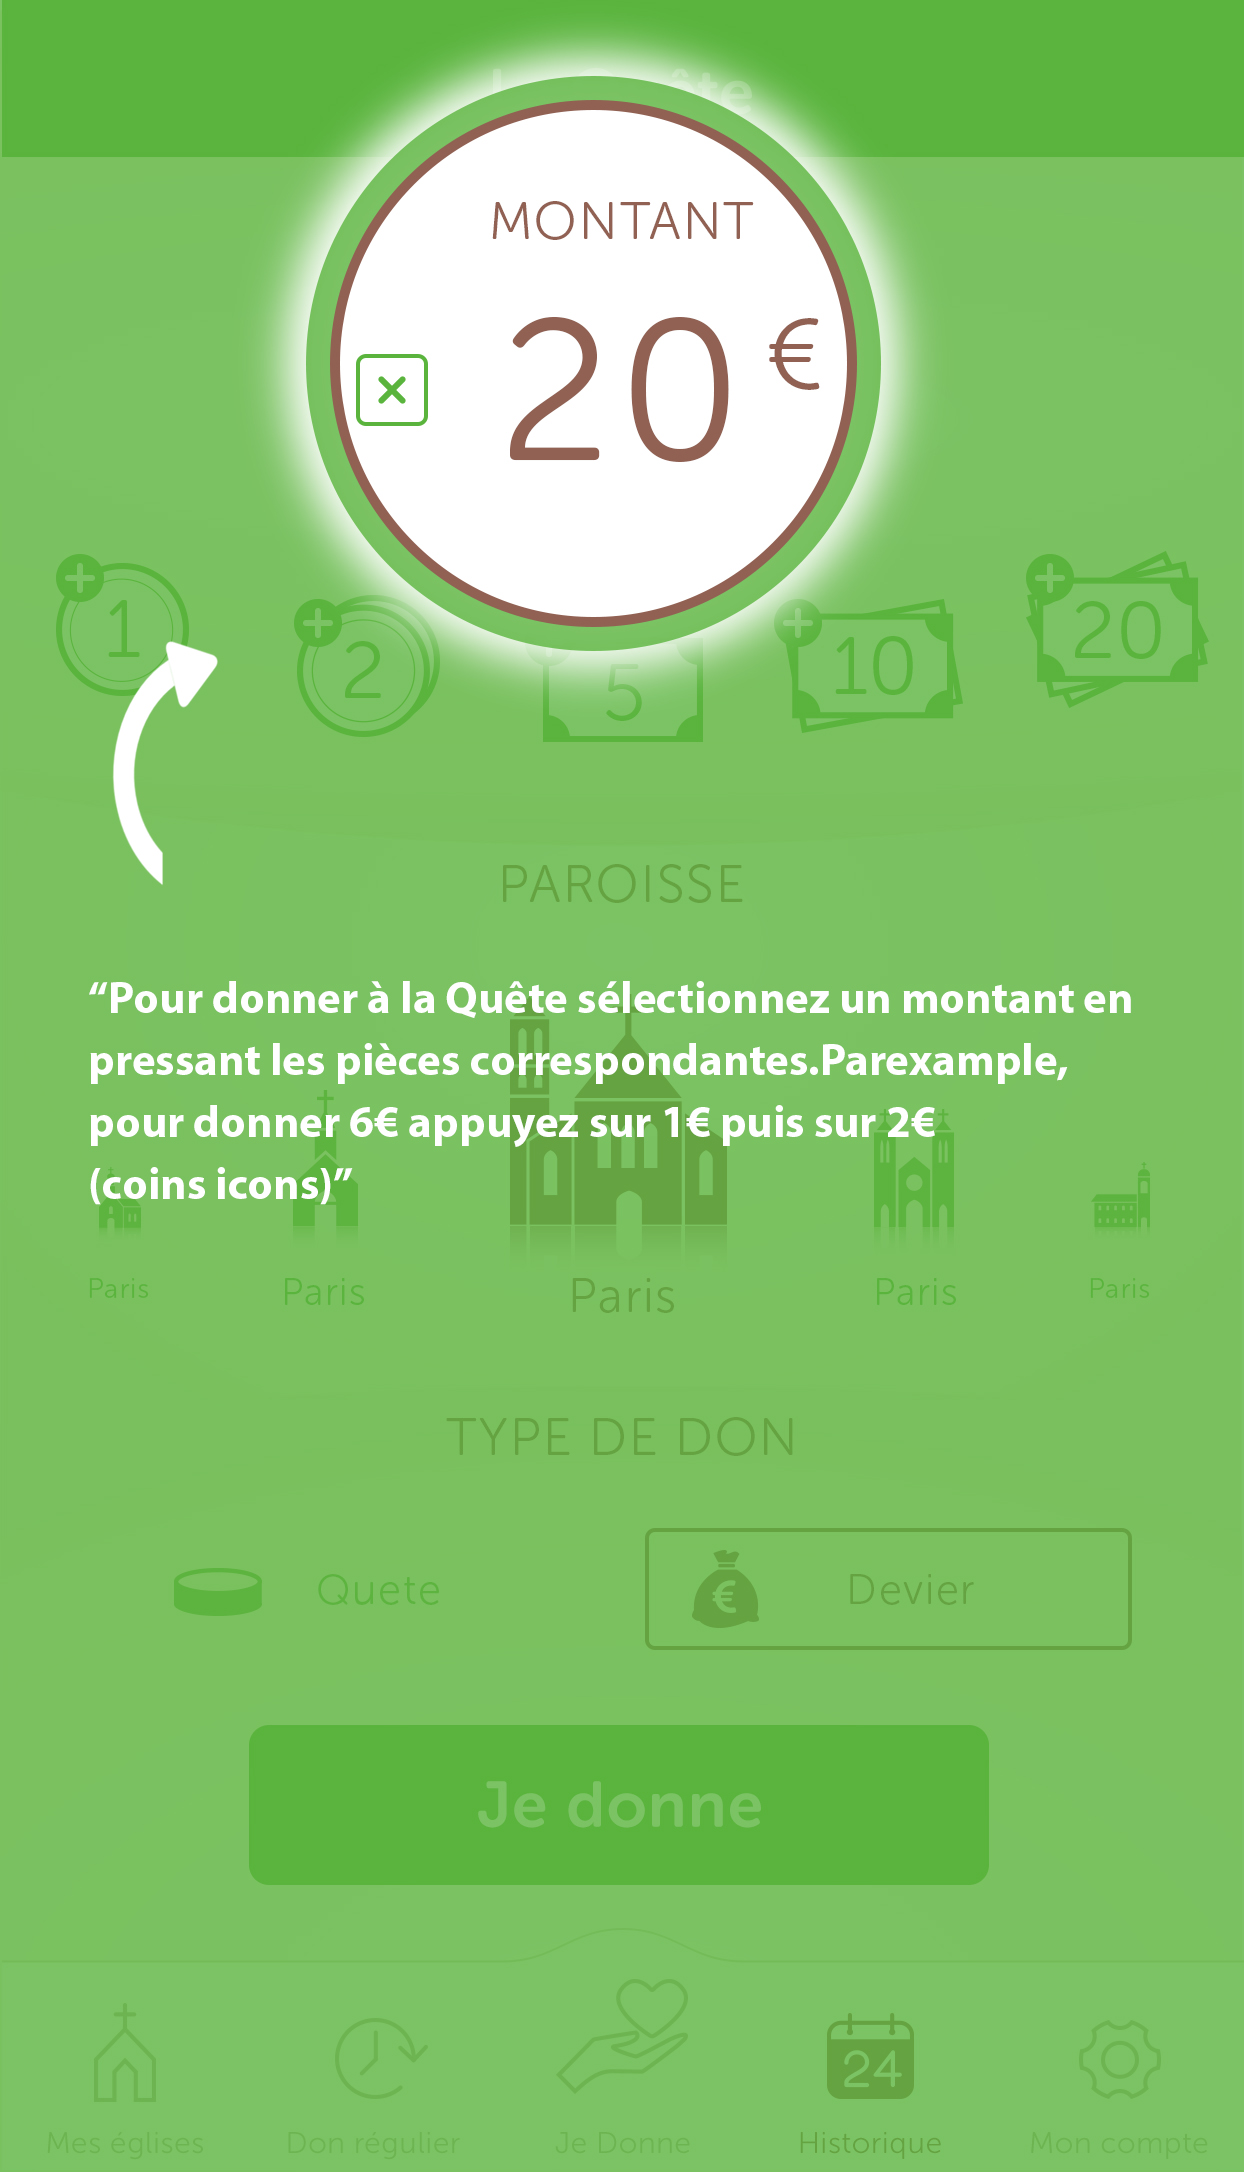 MONTANT
20 €
1
2
5
10
20
PAROISSE
“Pour donner à la Quête sélectionnez un montant en
pressant les pièces correspondantes.Parexample,
pour donner 6€ appuyez sur 1€ puis sur 2€
(coins icons)”
Paris Paris Paris Paris Paris
TYPE DE DON
Quete
€
Devier
Je donne
24
Mes églises Don régulier Je Donne Historique Mon compte